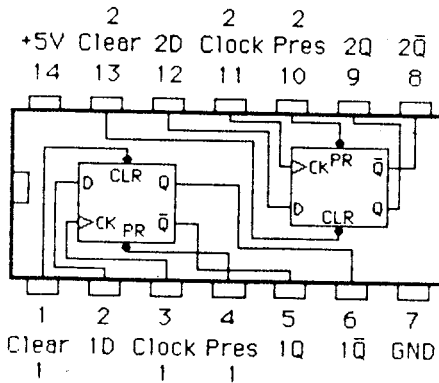 2 2 2
+5V Clear 2D Clock Pres 2Q 2Q̅
14 13 12 11 10 9 8
PR
CK Q̅
CLR
D Q
D Q
CLR
CK Q̅
PR
1 2 3 4 5 6 7
Clear 1D Clock Pres 1Q 1Q̅ GND
1 1 1